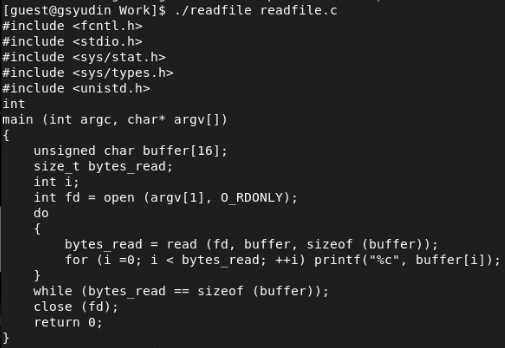 [guest@gsyudin Work]$ ./readfile readfile.c
#include <fcntl.h>
#include <stdio.h>
#include <sys/stat.h>
#include <sys/types.h>
#include <unistd.h>
int
main (int argc, char* argv[])
{
    unsigned char buffer[16];
    size_t bytes_read;
    int i;
    int fd = open (argv[1], O_RDONLY);
    do
    {
        bytes_read = read (fd, buffer, sizeof (buffer));
        for (i =0; i < bytes_read; ++i) printf("%c", buffer[i]);
    }
    while (bytes_read == sizeof (buffer));
    close (fd);
    return 0;
}